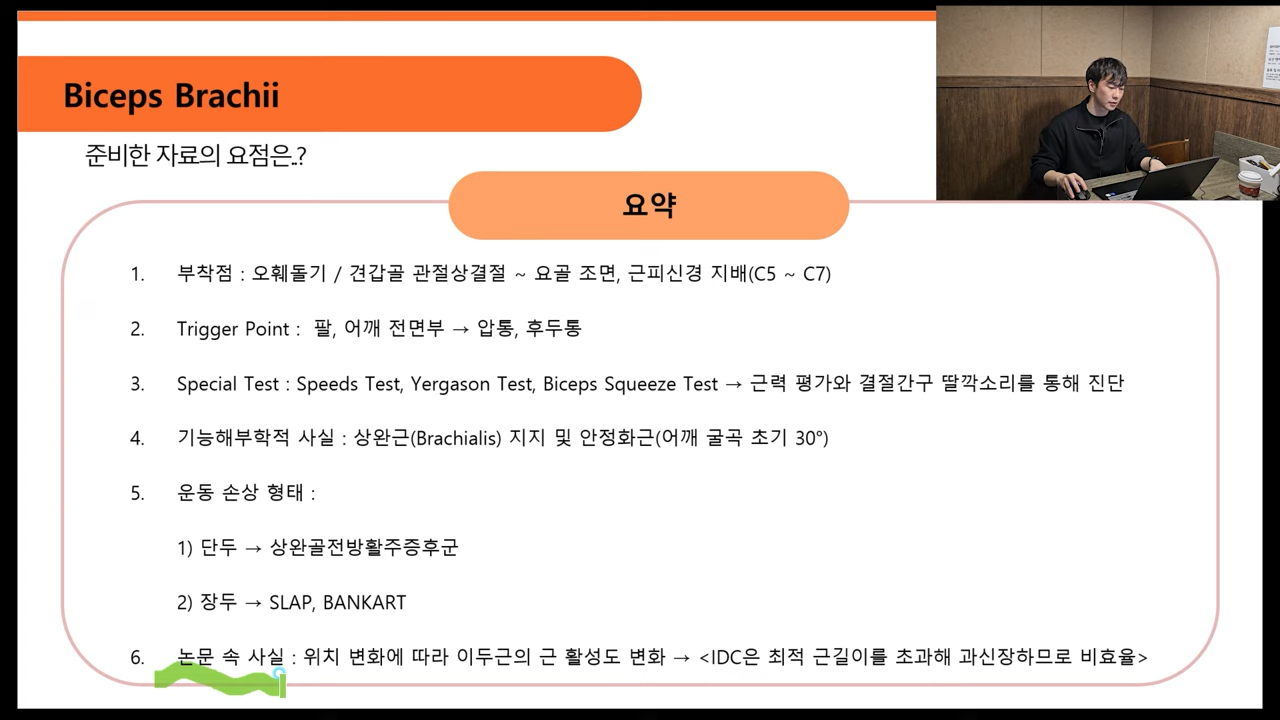 Biceps Brachii
준비한 자료의 요점은..?
요약
1. 부착점 : 오훼돌기 / 견갑골 관절상결절 ~ 요골 조면, 근피신경 지배(C5 ~ C7)
2. Trigger Point : 팔, 어깨 전면부 → 압통, 후두통
3. Special Test : Speeds Test, Yergason Test, Biceps Squeeze Test → 근력 평가와 결절간구 딸깍소리를 통해 진단
4. 기능해부학적 사실 : 상완근(Brachialis) 지지 및 안정화근(어깨 굴곡 초기 30°)
5. 운동 손상 형태 :
1) 단두 → 상완골전방활주증후군
2) 장두 → SLAP, BANKART
6. 논문 속 사실 : 위치 변화에 따라 이두근의 근 활성도 변화 → <IDC은 최적 근길이를 초과해 과신장하므로 비효율>